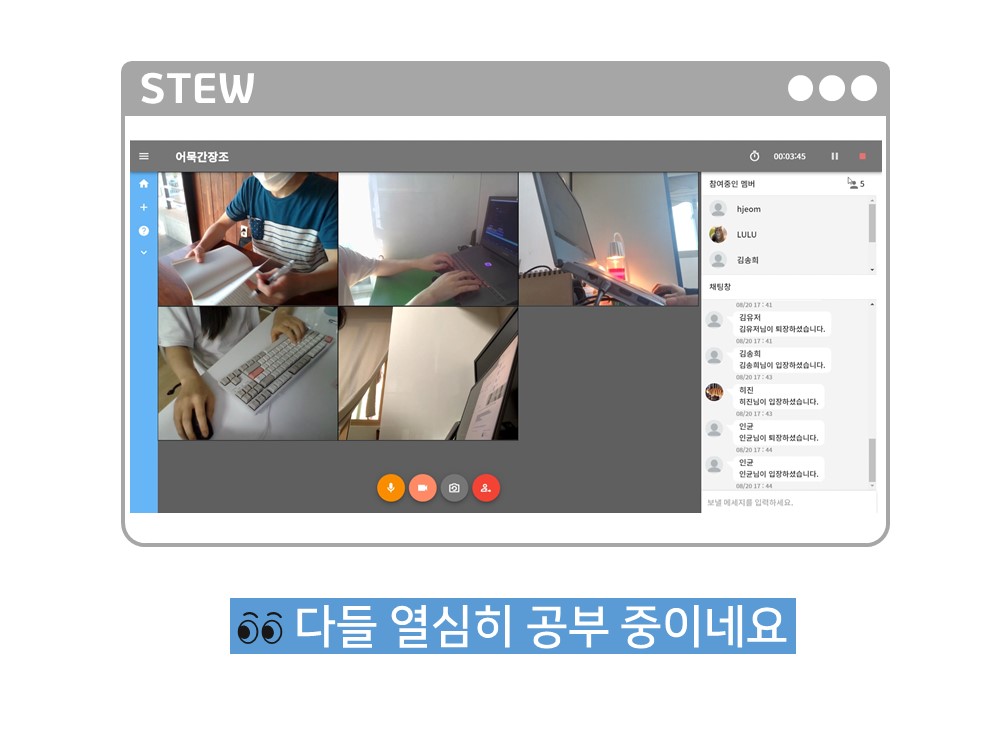 STEW
어묵간장조
00:03:45
참여중인 멤버
5
hjeom
LULU
김송희
채팅창
08/20 17 : 41
김유저
김유저님이 퇴장하셨습니다.
08/20 17 : 41
김송희
김송희님이 입장하셨습니다.
08/20 17 : 43
히진
히진님이 입장하셨습니다.
08/20 17 : 43
인균
인균님이 퇴장하셨습니다.
08/20 17 : 44
인균
인균님이 입장하셨습니다.
08/20 17 : 44
보낼 메세지를 입력하세요.
다들 열심히 공부 중이네요